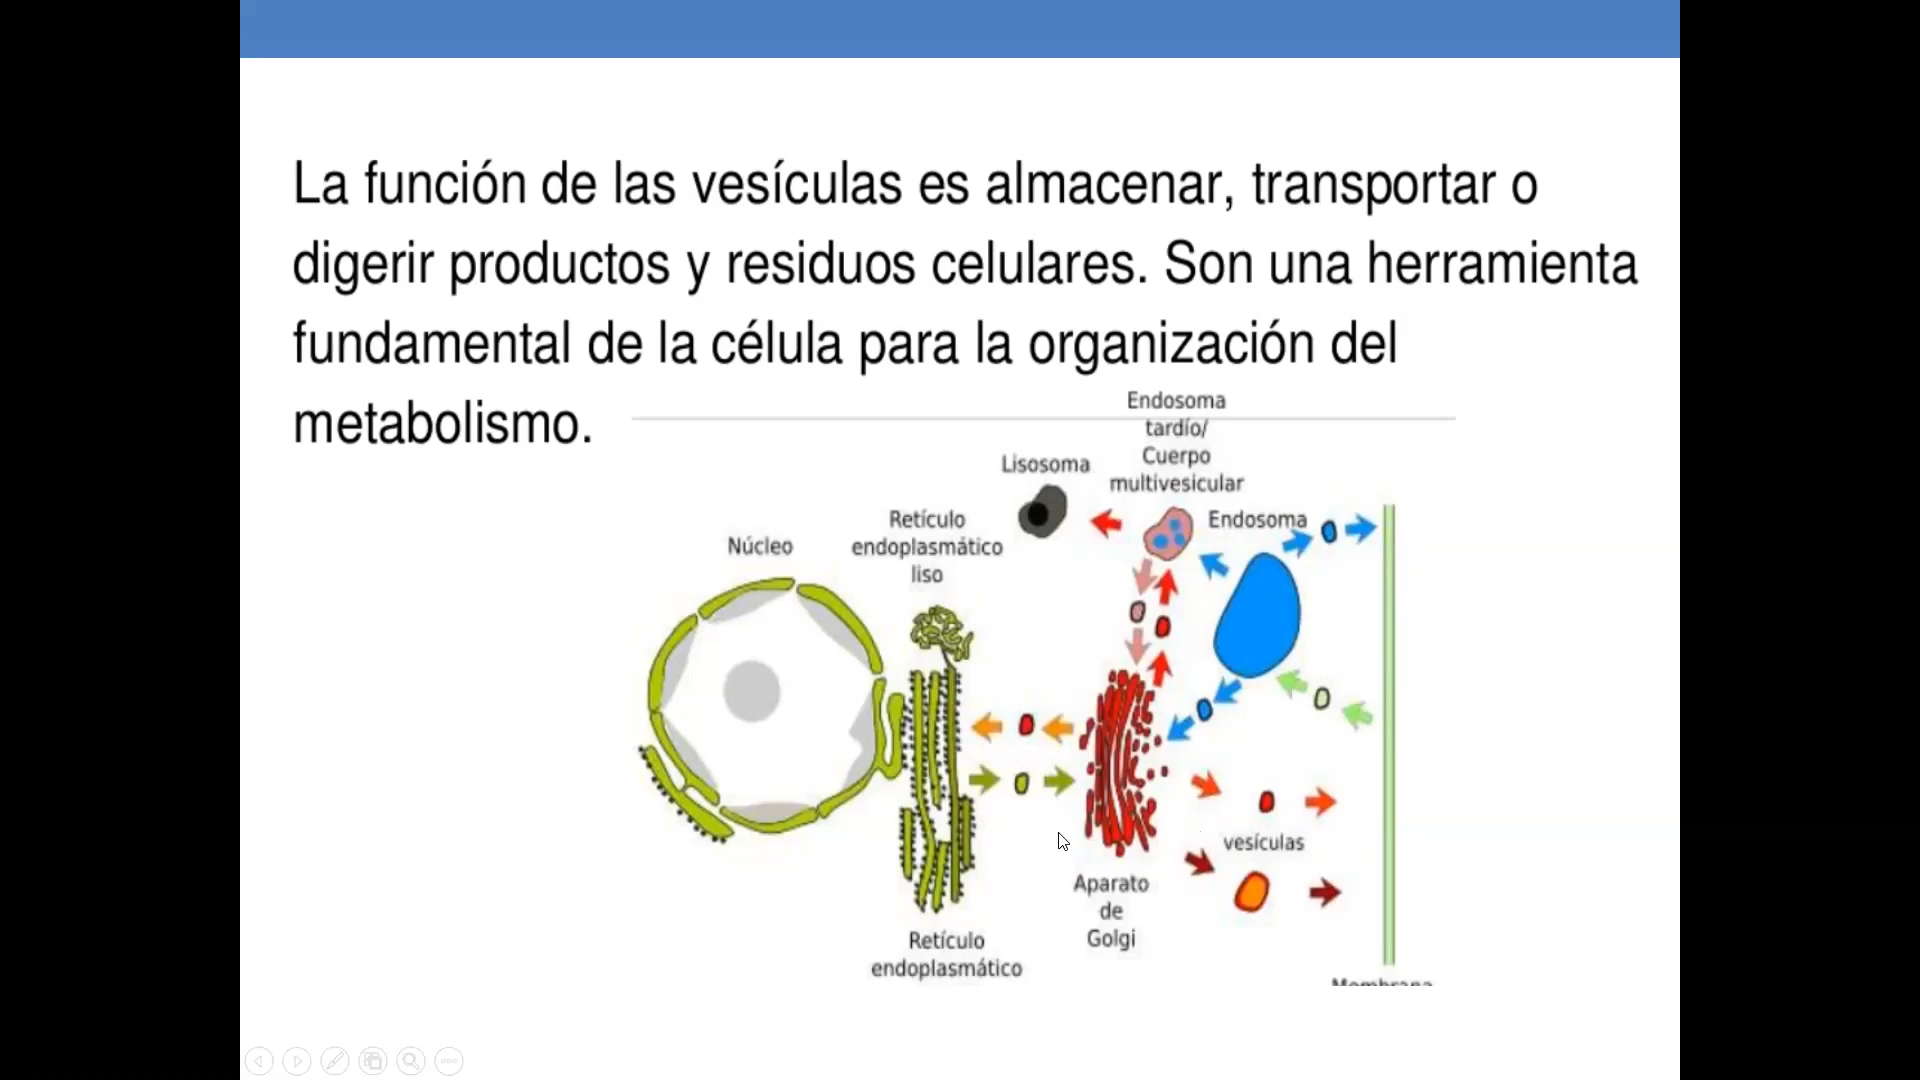 La función de las vesículas es almacenar, transportar o
digerir productos y residuos celulares. Son una herramienta
fundamental de la célula para la organización del
metabolismo.
Endosoma
tardío/
Cuerpo
multivesicular
Lisosoma
Endosoma
Retículo
endoplasmático
liso
Núcleo
vesículas
Aparato
de
Golgi
Retículo
endoplasmático
Membrana